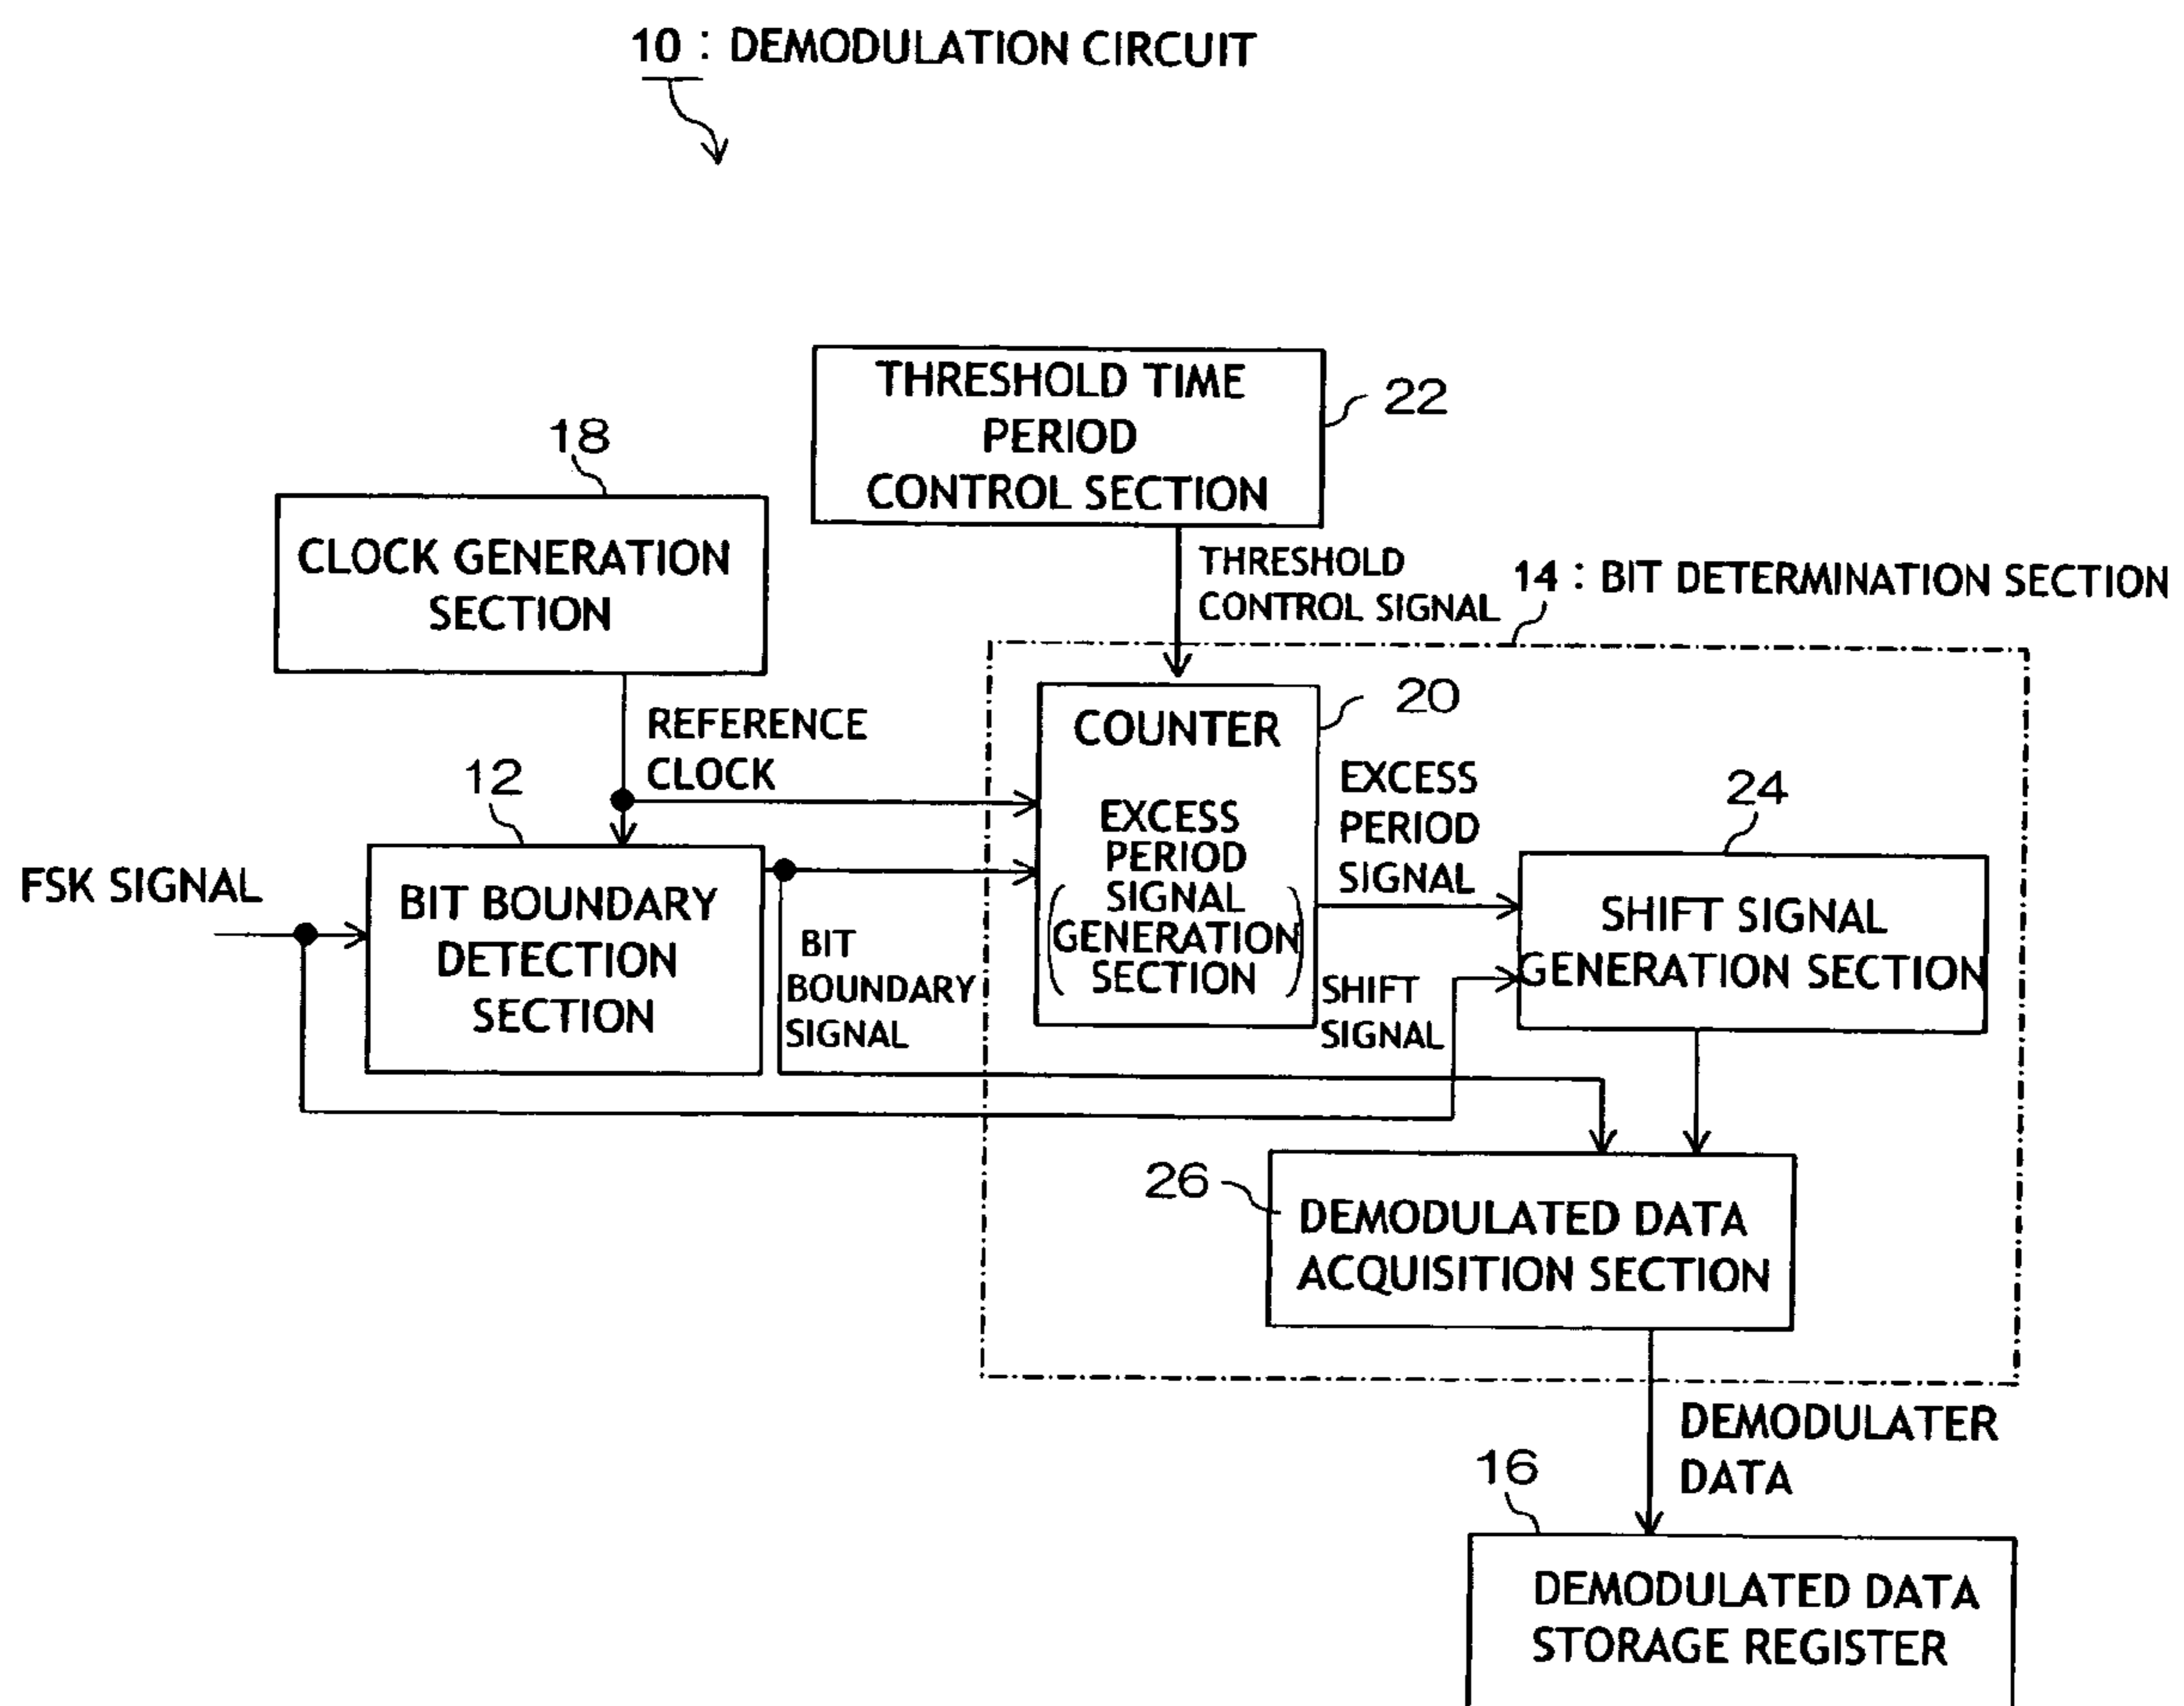 10 : DEMODULATION CIRCUIT
THRESHOLD TIME
PERIOD
CONTROL SECTION
22
18
CLOCK GENERATION
SECTION
THRESHOLD
CONTROL SIGNAL
14 : BIT DETERMINATION SECTION
REFERENCE
CLOCK
20
COUNTER
EXCESS
PERIOD
SIGNAL
(GENERATION)
SECTION
EXCESS
PERIOD
SIGNAL
24
SHIFT SIGNAL
GENERATION SECTION
12
FSK SIGNAL
BIT BOUNDARY
DETECTION
SECTION
BIT
BOUNDARY
SIGNAL
SHIFT
SIGNAL
26
DEMODULATED DATA
ACQUISITION SECTION
DEMODULATER
DATA
16
DEMODULATED DATA
STORAGE REGISTER